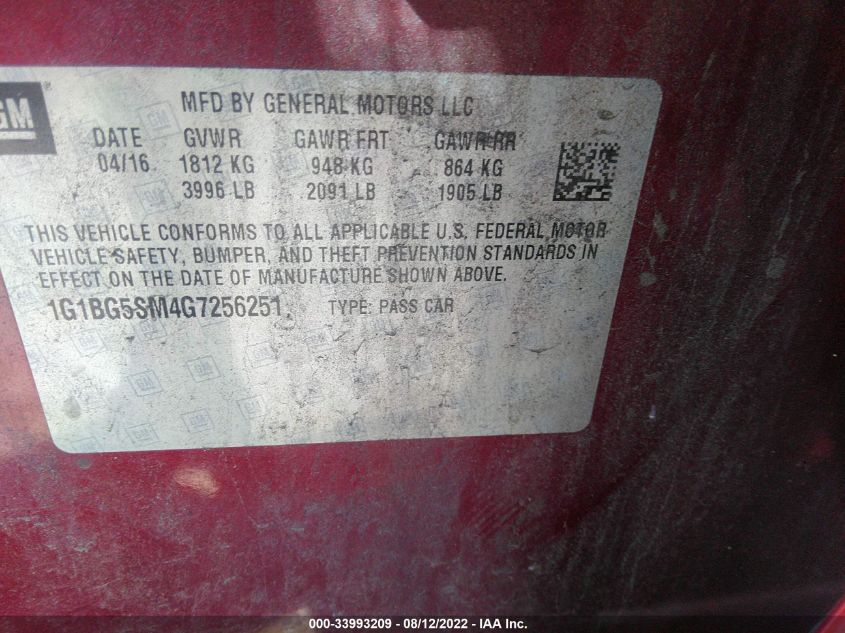 GM
MFD BY GENERAL MOTORS LLC
DATE GVWR GAWR FRT GAWR RR
04/16 1812 KG 948 KG 864 KG
3996 LB 2091 LB 1905 LB
THIS VEHICLE CONFORMS TO ALL APPLICABLE U.S. FEDERAL MOTOR
VEHICLE SAFETY, BUMPER, AND THEFT PREVENTION STANDARDS IN
EFFECT ON THE DATE OF MANUFACTURE SHOWN ABOVE.
1G1BG5SM4G7256251 TYPE: PASS CAR
000-33993209 - 08/12/2022 - IAA Inc.